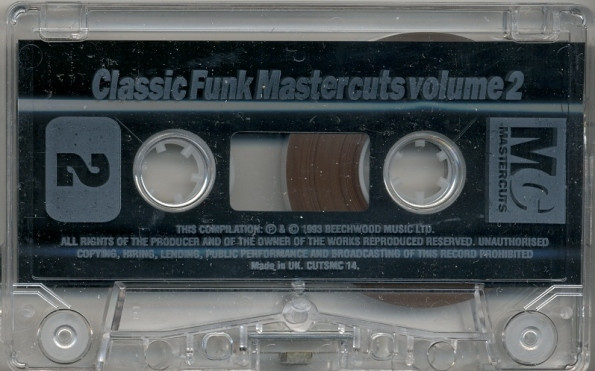 Classic Funk Mastercuts volume 2
2
MC
MASTERCUTS
THIS COMPILATION: ℗ & © 1993 BEECHWOOD MUSIC LTD.
ALL RIGHTS OF THE PRODUCER AND OF THE OWNER OF THE WORKS REPRODUCED RESERVED. UNAUTHORISED
COPYING, HIRING, LENDING, PUBLIC PERFORMANCE AND BROADCASTING OF THIS RECORD PROHIBITED
Made in UK. CUTSMC 14.